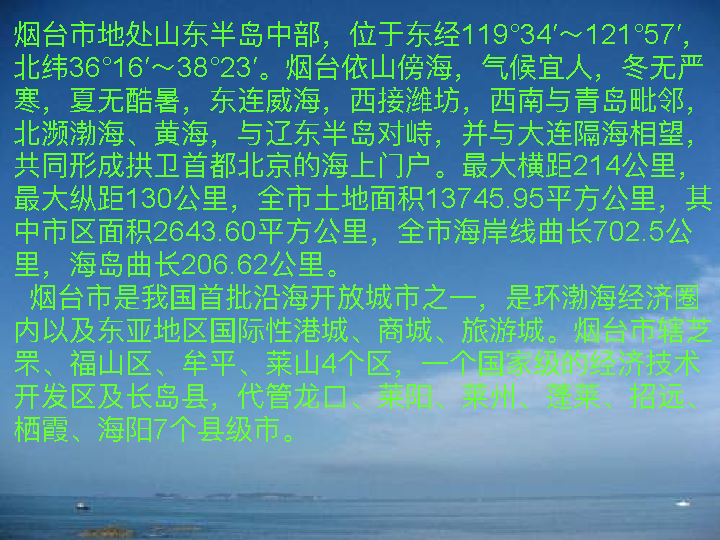 烟台市地处山东半岛中部，位于东经119°34′～121°57′，
北纬36°16′～38°23′。烟台依山傍海，气候宜人，冬无严
寒，夏无酷暑，东连威海，西接潍坊，西南与青岛毗邻，
北濒渤海、黄海，与辽东半岛对峙，并与大连隔海相望，
共同形成拱卫首都北京的海上门户。最大横距214公里，
最大纵距130公里，全市土地面积13745.95平方公里，其
中市区面积2643.60平方公里，全市海岸线曲长702.5公
里，海岛曲长206.62公里。
烟台市是我国首批沿海开放城市之一，是环渤海经济圈
内以及东亚地区国际性港城、商城、旅游城。烟台市辖芝
罘、福山区、牟平、莱山4个区，一个国家级的经济技术
开发区及长岛县，代管龙口、莱阳、莱州、蓬莱、招远、
栖霞、海阳7个县级市。